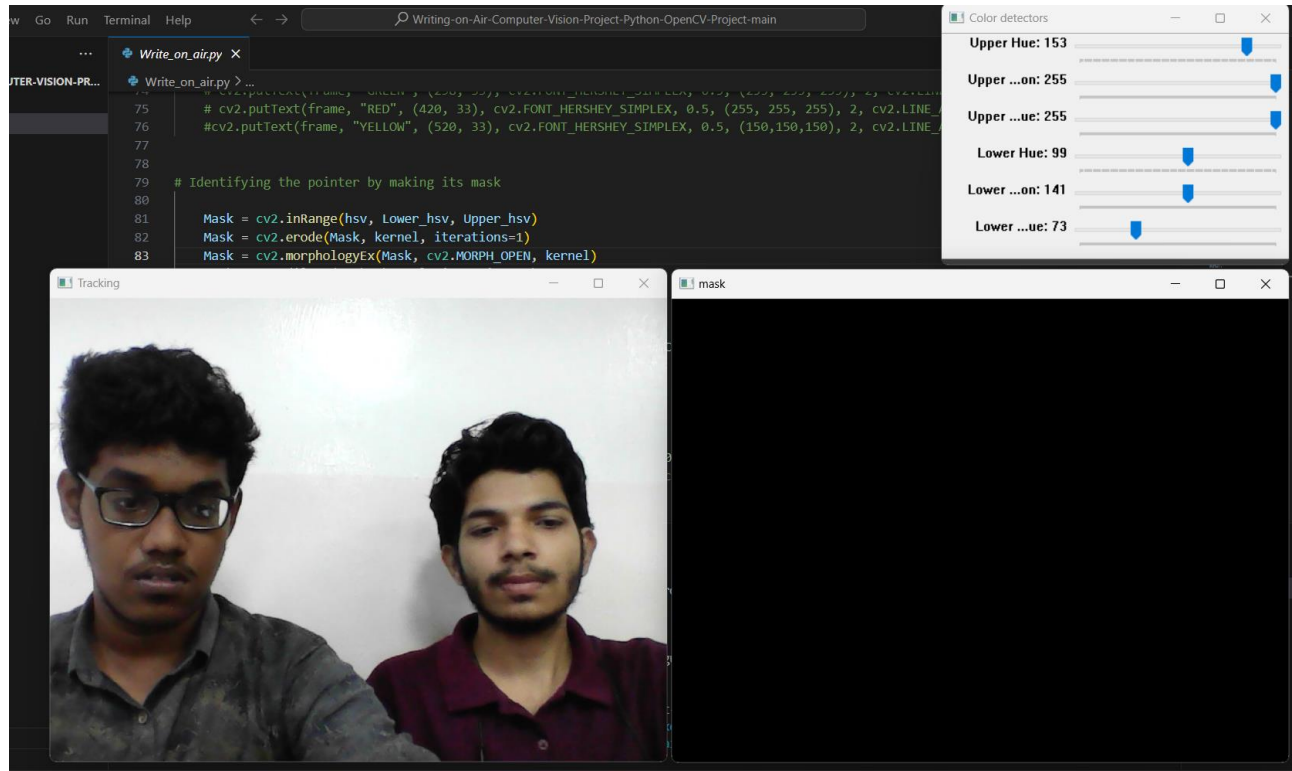 ew Go Run Terminal Help ← → Writing-on-Air-Computer-Vision-Project-Python-OpenCV-Project-main
... Write_on_air.py ×
TER-VISION-PR... Write_on_air.py > ...
75 # cv2.putText(frame, "RED", (420, 33), cv2.FONT_HERSHEY_SIMPLEX, 0.5, (255, 255, 255), 2, cv2.LINE_
76 #cv2.putText(frame, "YELLOW", (520, 33), cv2.FONT_HERSHEY_SIMPLEX, 0.5, (150,150,150), 2, cv2.LINE_
77
78
79 # Identifying the pointer by making its mask
80
81 Mask = cv2.inRange(hsv, Lower_hsv, Upper_hsv)
82 Mask = cv2.erode(Mask, kernel, iterations=1)
83 Mask = cv2.morphologyEx(Mask, cv2.MORPH_OPEN, kernel)
Color detectors
Upper Hue: 153
Upper ...on: 255
Upper ...ue: 255
Lower Hue: 99
Lower ...on: 141
Lower ...ue: 73
Tracking
mask